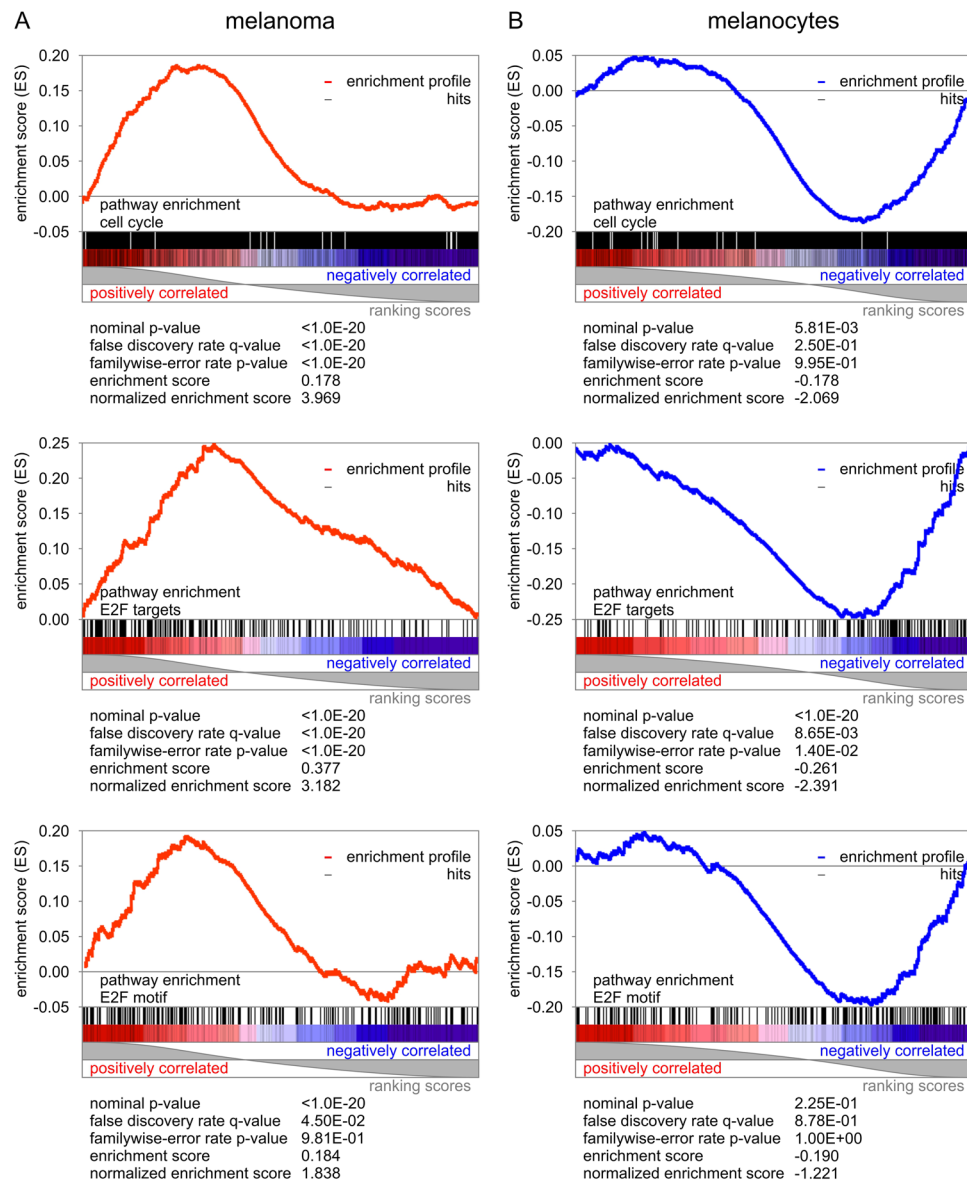 A
melanoma
enrichment score (ES)
0.20
0.15
0.10
0.05
0.00
-0.05
enrichment profile
hits
pathway enrichment
cell cycle
negatively correlated
positively correlated
ranking scores
nominal p-value <1.0E-20
false discovery rate q-value <1.0E-20
familywise-error rate p-value <1.0E-20
enrichment score 0.178
normalized enrichment score 3.969
enrichment score (ES)
0.25
0.20
0.15
0.10
0.05
0.00
enrichment profile
hits
pathway enrichment
E2F targets
negatively correlated
positively correlated
ranking scores
nominal p-value <1.0E-20
false discovery rate q-value <1.0E-20
familywise-error rate p-value <1.0E-20
enrichment score 0.377
normalized enrichment score 3.182
enrichment score (ES)
0.20
0.15
0.10
0.05
0.00
-0.05
enrichment profile
hits
pathway enrichment
E2F motif
negatively correlated
positively correlated
ranking scores
nominal p-value <1.0E-20
false discovery rate q-value 4.50E-02
familywise-error rate p-value 9.81E-01
enrichment score 0.184
normalized enrichment score 1.838
B
melanocytes
enrichment score (ES)
0.05
0.00
-0.05
-0.10
-0.15
-0.20
enrichment profile
hits
pathway enrichment
cell cycle
negatively correlated
positively correlated
ranking scores
nominal p-value 5.81E-03
false discovery rate q-value 2.50E-01
familywise-error rate p-value 9.95E-01
enrichment score -0.178
normalized enrichment score -2.069
enrichment score (ES)
0.00
-0.05
-0.10
-0.15
-0.20
-0.25
enrichment profile
hits
pathway enrichment
E2F targets
negatively correlated
positively correlated
ranking scores
nominal p-value <1.0E-20
false discovery rate q-value 8.65E-03
familywise-error rate p-value 1.40E-02
enrichment score -0.261
normalized enrichment score -2.391
enrichment score (ES)
0.05
0.00
-0.05
-0.10
-0.15
-0.20
enrichment profile
hits
pathway enrichment
E2F motif
negatively correlated
positively correlated
ranking scores
nominal p-value 2.25E-01
false discovery rate q-value 8.78E-01
familywise-error rate p-value 1.00E+00
enrichment score -0.190
normalized enrichment score -1.221